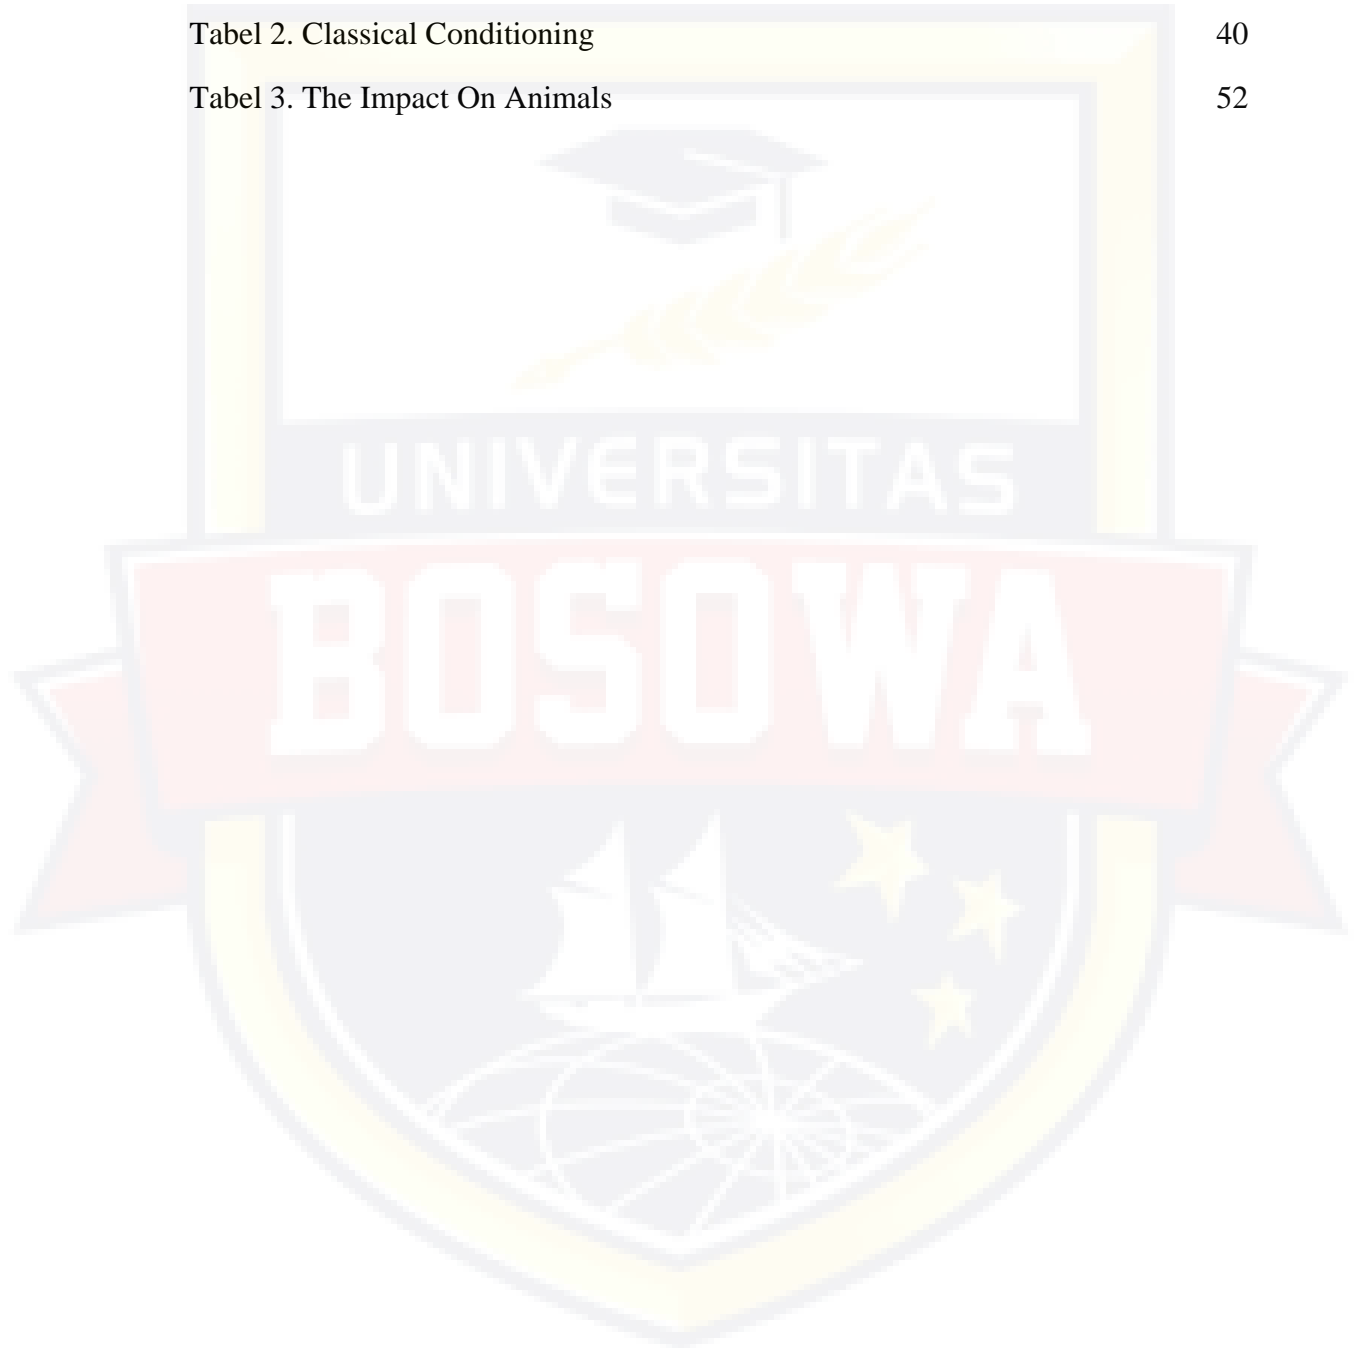 Tabel 2. Classical Conditioning 40
Tabel 3. The Impact On Animals 52
UNIVERSITAS
BOSOWA